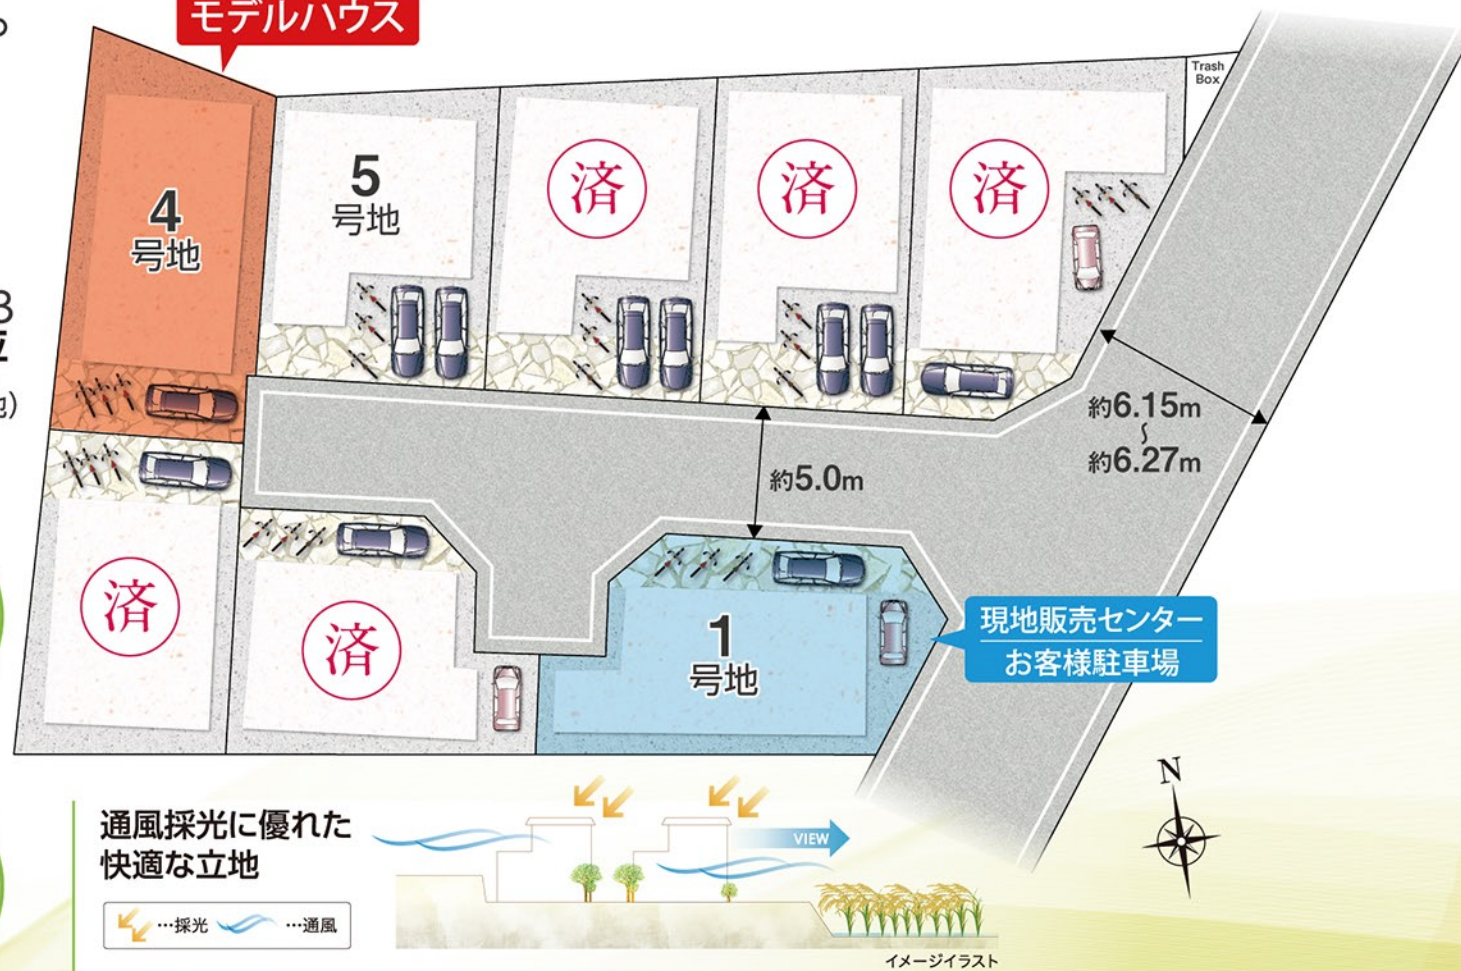 モデルハウス
Trash
Box
4
号地
5
号地
済
済
済
約5.0m
約6.15m
〜
約6.27m
済
済
1
号地
現地販売センター
お客様駐車場
N
通風採光に優れた
快適な立地
…採光 …通風
VIEW
イメージイラスト